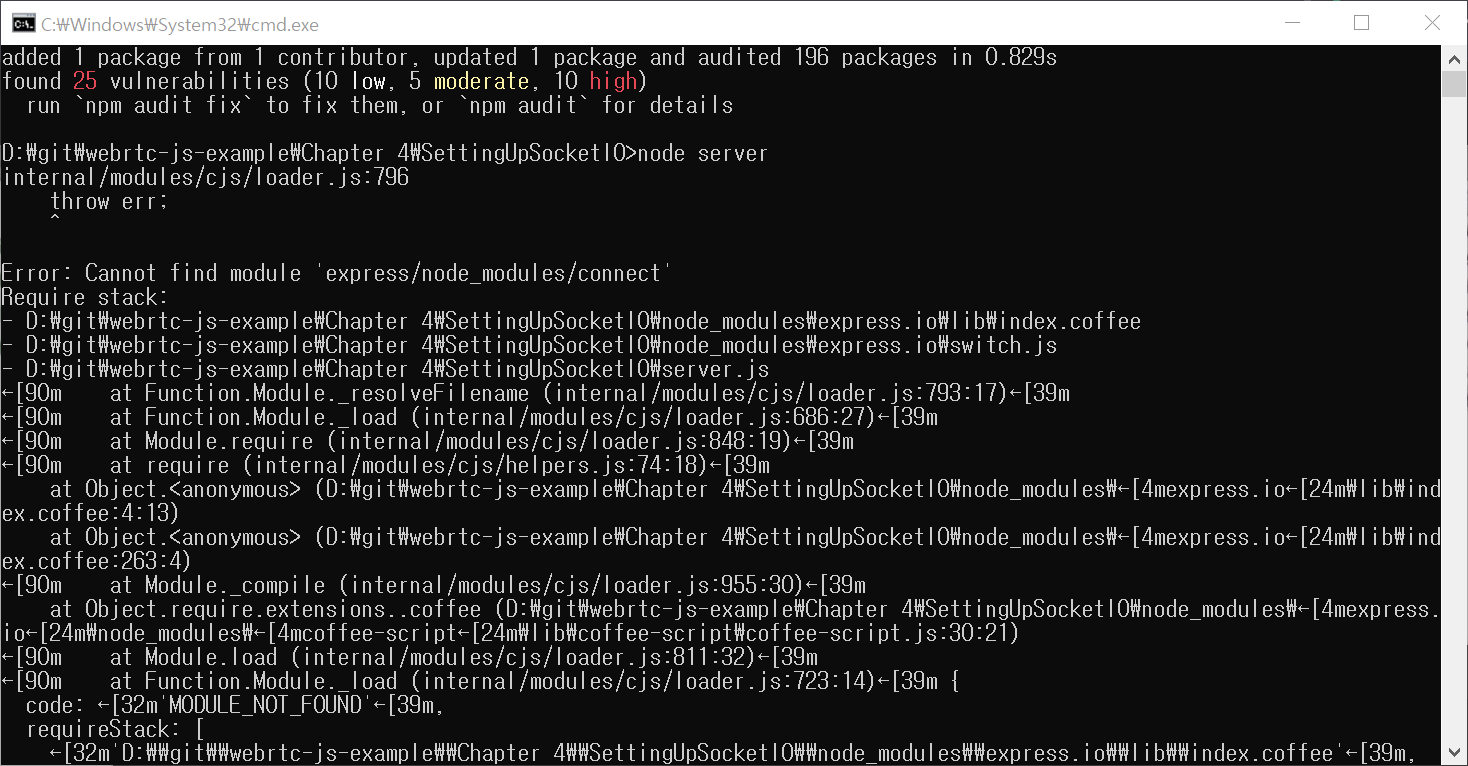 C:₩Windows₩System32₩cmd.exe
added 1 package from 1 contributor, updated 1 package and audited 196 packages in 0.829s
found 25 vulnerabilities (10 low, 5 moderate, 10 high)
  run `npm audit fix` to fix them, or `npm audit` for details
D:₩git₩webrtc-js-example₩Chapter 4₩SettingUpSocketIO>node server
internal/modules/cjs/loader.js:796
    throw err;
    ^
Error: Cannot find module 'express/node_modules/connect'
Require stack:
- D:₩git₩webrtc-js-example₩Chapter 4₩SettingUpSocketIO₩node_modules₩express.io₩lib₩index.coffee
- D:₩git₩webrtc-js-example₩Chapter 4₩SettingUpSocketIO₩node_modules₩express.io₩switch.js
- D:₩git₩webrtc-js-example₩Chapter 4₩SettingUpSocketIO₩server.js
←[90m    at Function.Module._resolveFilename (internal/modules/cjs/loader.js:793:17)←[39m
←[90m    at Function.Module._load (internal/modules/cjs/loader.js:686:27)←[39m
←[90m    at Module.require (internal/modules/cjs/loader.js:848:19)←[39m
←[90m    at require (internal/modules/cjs/helpers.js:74:18)←[39m
    at Object.<anonymous> (D:₩git₩webrtc-js-example₩Chapter 4₩SettingUpSocketIO₩node_modules₩←[4mexpress.io←[24m₩lib₩ind
ex.coffee:4:13)
    at Object.<anonymous> (D:₩git₩webrtc-js-example₩Chapter 4₩SettingUpSocketIO₩node_modules₩←[4mexpress.io←[24m₩lib₩ind
ex.coffee:263:4)
←[90m    at Module._compile (internal/modules/cjs/loader.js:955:30)←[39m
    at Object.require.extensions..coffee (D:₩git₩webrtc-js-example₩Chapter 4₩SettingUpSocketIO₩node_modules₩←[4mexpress.
io←[24m₩node_modules₩←[4mcoffee-script←[24m₩lib₩coffee-script₩coffee-script.js:30:21)
←[90m    at Module.load (internal/modules/cjs/loader.js:811:32)←[39m
←[90m    at Function.Module._load (internal/modules/cjs/loader.js:723:14)←[39m {
  code: ←[32m'MODULE_NOT_FOUND'←[39m,
  requireStack: [
    ←[32m'D:₩₩git₩₩webrtc-js-example₩₩Chapter 4₩₩SettingUpSocketIO₩₩node_modules₩₩express.io₩₩lib₩₩index.coffee'←[39m,